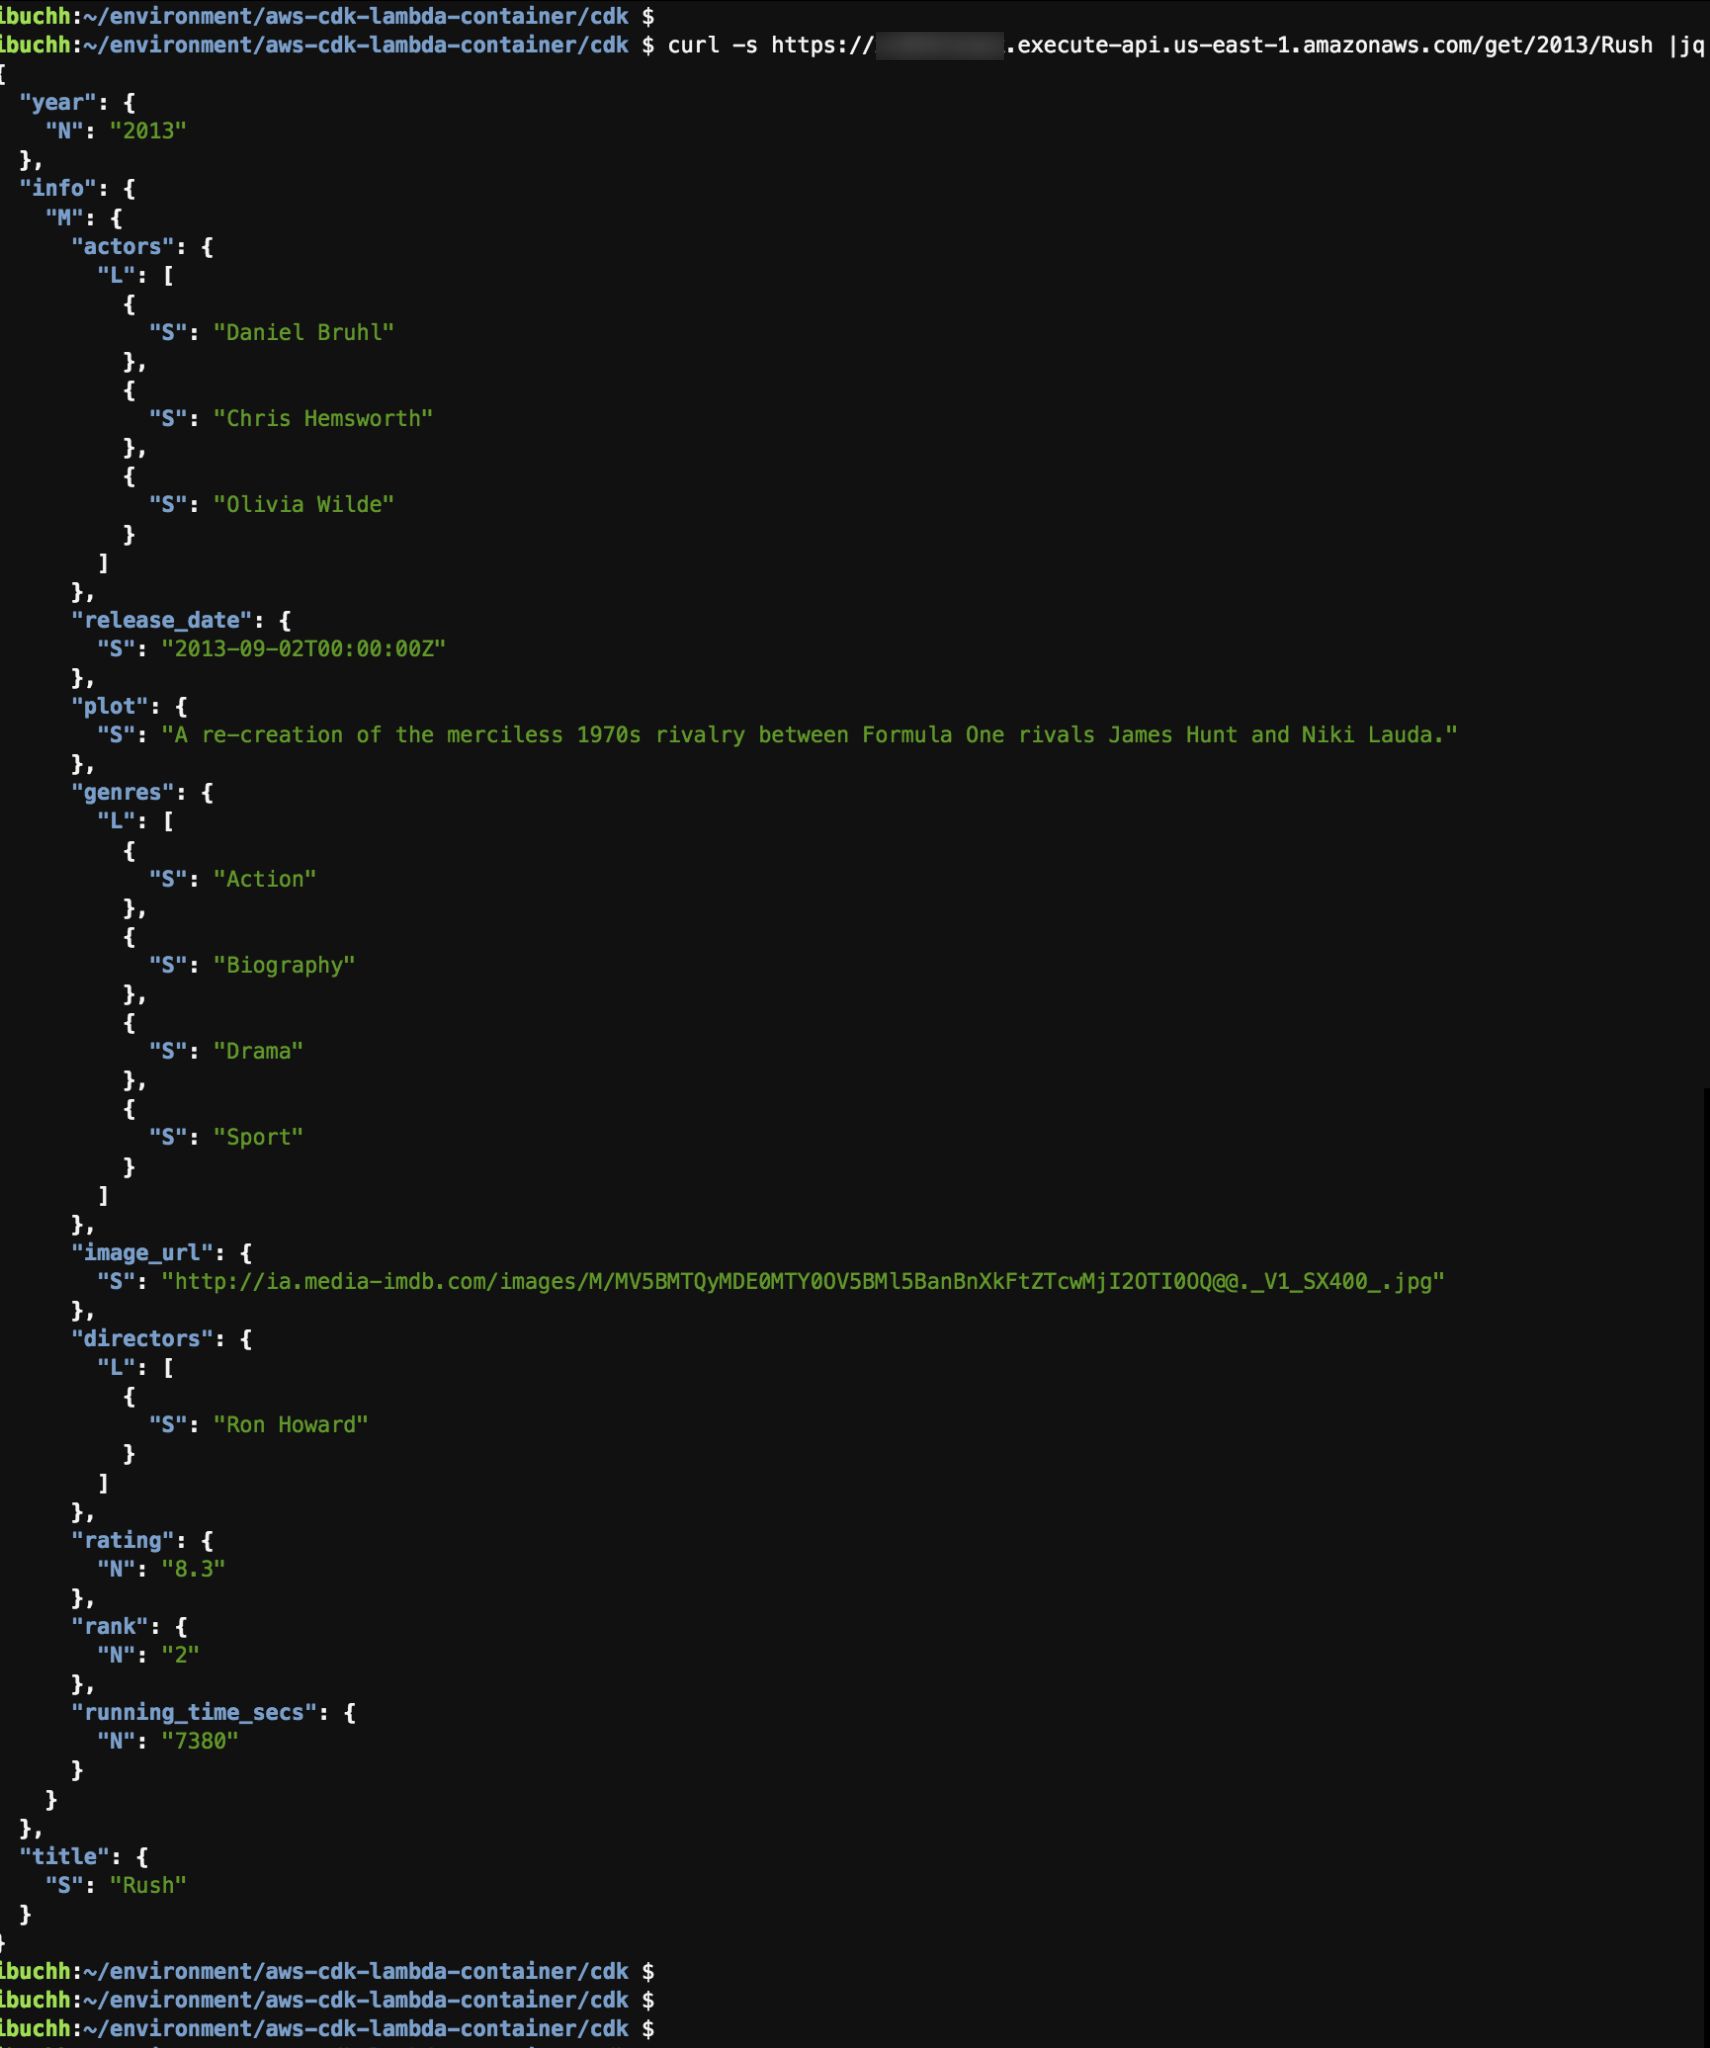 ibuchh:~/environment/aws-cdk-lambda-container/cdk $
ibuchh:~/environment/aws-cdk-lambda-container/cdk $ curl -s https://.execute-api.us-east-1.amazonaws.com/get/2013/Rush |jq
{
  "year": {
    "N": "2013"
  },
  "info": {
    "M": {
      "actors": {
        "L": [
          {
            "S": "Daniel Bruhl"
          },
          {
            "S": "Chris Hemsworth"
          },
          {
            "S": "Olivia Wilde"
          }
        ]
      },
      "release_date": {
        "S": "2013-09-02T00:00:00Z"
      },
      "plot": {
        "S": "A re-creation of the merciless 1970s rivalry between Formula One rivals James Hunt and Niki Lauda."
      },
      "genres": {
        "L": [
          {
            "S": "Action"
          },
          {
            "S": "Biography"
          },
          {
            "S": "Drama"
          },
          {
            "S": "Sport"
          }
        ]
      },
      "image_url": {
        "S": "http://ia.media-imdb.com/images/M/MV5BMTQyMDE0MTY0OV5BMl5BanBnXkFtZTcwMjI2OTI0OQ@@._V1_SX400_.jpg"
      },
      "directors": {
        "L": [
          {
            "S": "Ron Howard"
          }
        ]
      },
      "rating": {
        "N": "8.3"
      },
      "rank": {
        "N": "2"
      },
      "running_time_secs": {
        "N": "7380"
      }
    }
  },
  "title": {
    "S": "Rush"
  }
}
ibuchh:~/environment/aws-cdk-lambda-container/cdk $
ibuchh:~/environment/aws-cdk-lambda-container/cdk $
ibuchh:~/environment/aws-cdk-lambda-container/cdk $